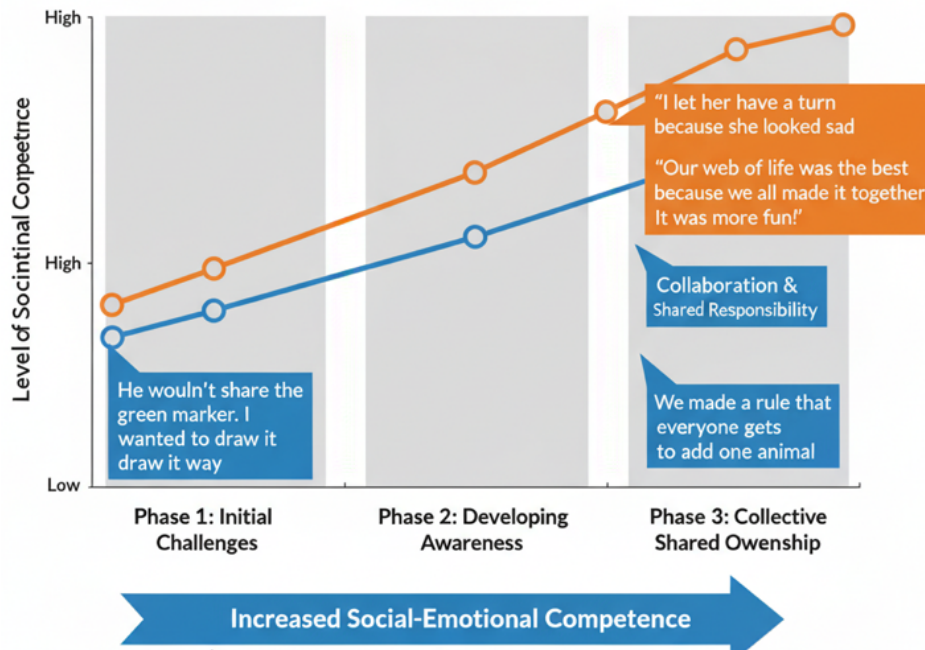 High
"I let her have a turn
because she looked sad
"Our web of life was the best
because we all made it together
It was more fun!"
Level of Socintinal Corpeetnce
High
Collaboration &
Shared Responsibility
He wouln't share the
green marker. I
wanted to draw it
draw it way
We made a rule that
everyone gets
to add one animal
Low
Phase 1: Initial
Challenges
Phase 2: Developing
Awareness
Phase 3: Collective
Shared Owenship
Increased Social-Emotional Competence